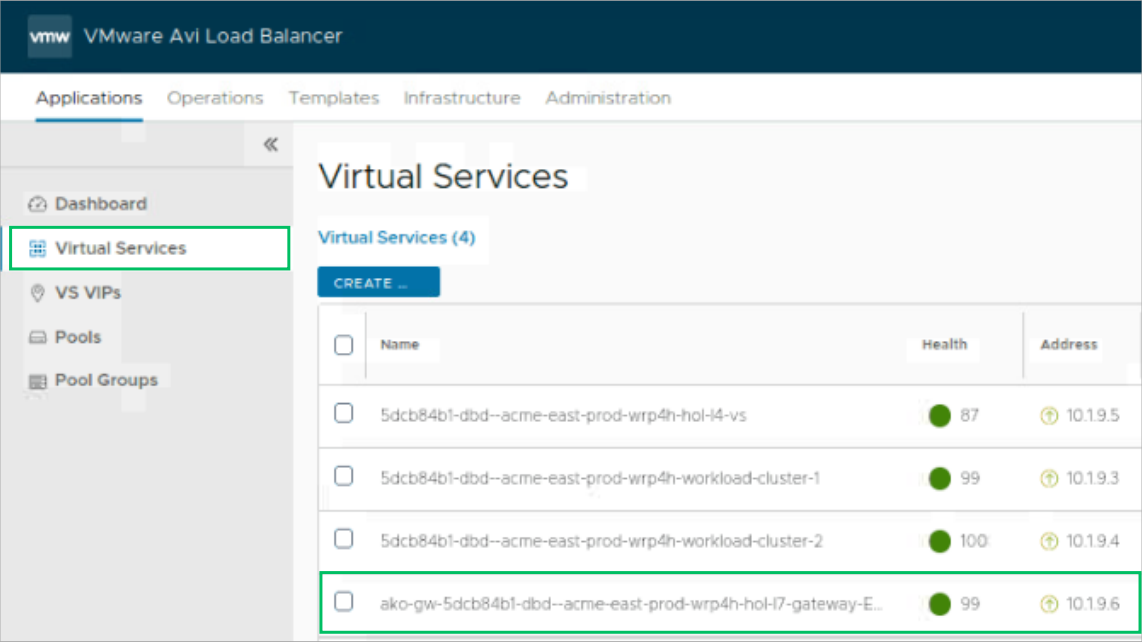 vmw VMware Avi Load Balancer
Applications Operations Templates Infrastructure Administration
Virtual Services
Dashboard
Virtual Services
VS VIPs
Pools
Pool Groups
Virtual Services (4)
CREATE ...
Name Health Address
5dcb84b1-dbd--acme-east-prod-wrp4h-hol-l4-vs 87 10.1.9.5
5dcb84b1-dbd--acme-east-prod-wrp4h-workload-cluster-1 99 10.1.9.3
5dcb84b1-dbd--acme-east-prod-wrp4h-workload-cluster-2 100 10.1.9.4
ako-gw-5dcb84b1-dbd--acme-east-prod-wrp4h-hol-l7-gateway-E... 99 10.1.9.6